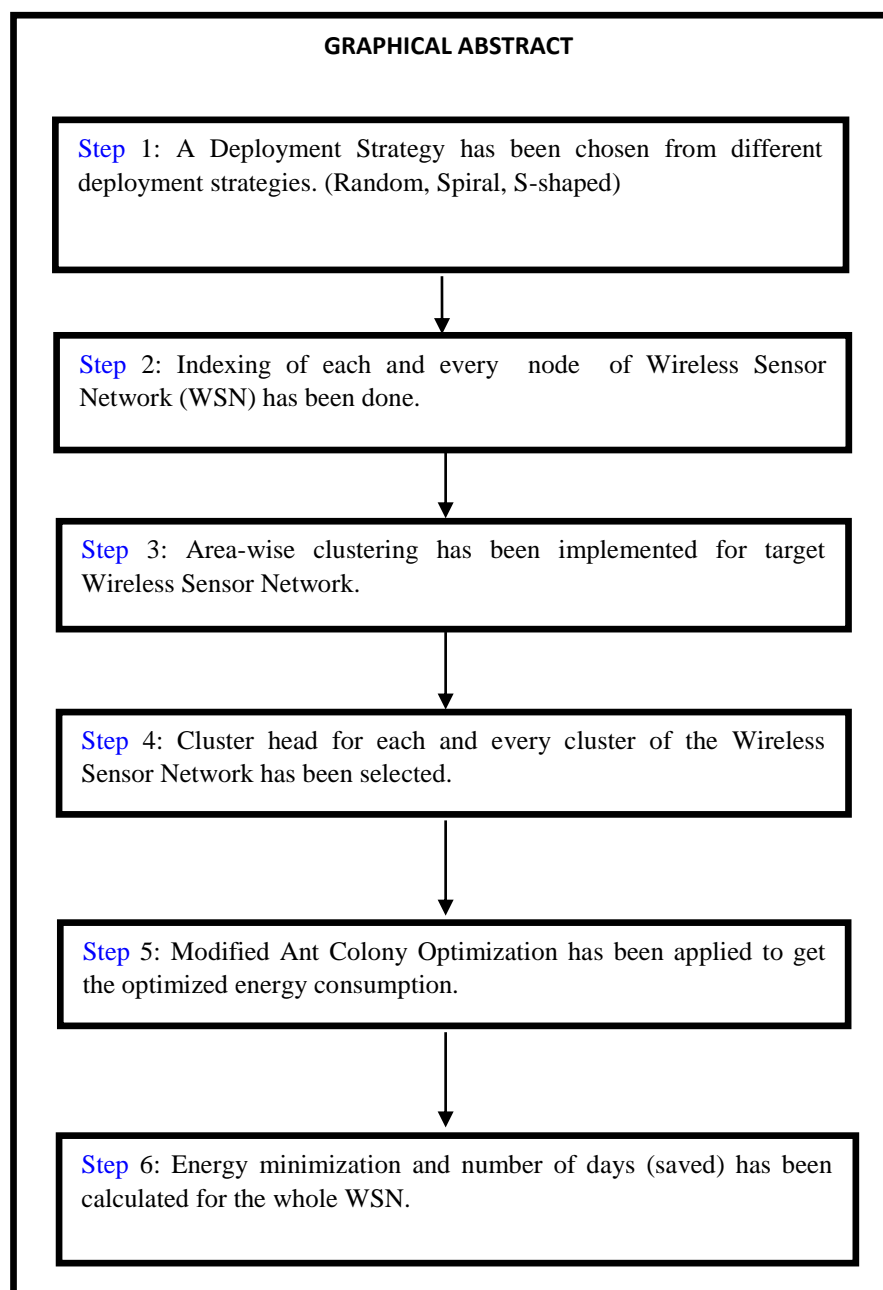 GRAPHICAL ABSTRACT
Step 1: A Deployment Strategy has been chosen from different
deployment strategies. (Random, Spiral, S-shaped)
Step 2: Indexing of each and every node of Wireless Sensor
Network (WSN) has been done.
Step 3: Area-wise clustering has been implemented for target
Wireless Sensor Network.
Step 4: Cluster head for each and every cluster of the Wireless
Sensor Network has been selected.
Step 5: Modified Ant Colony Optimization has been applied to get
the optimized energy consumption.
Step 6: Energy minimization and number of days (saved) has been
calculated for the whole WSN.